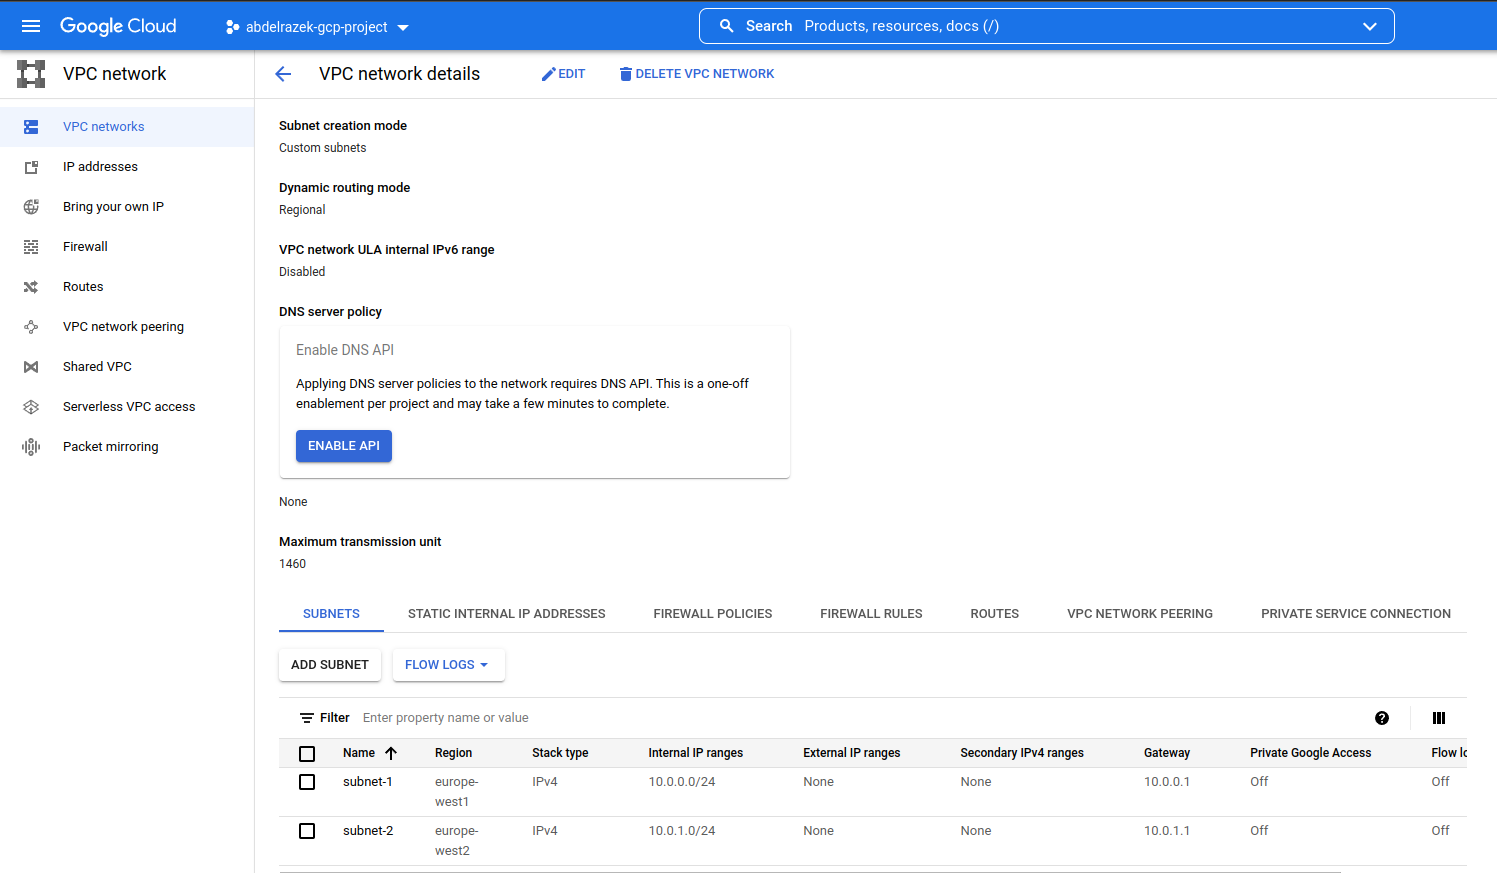 Google Cloud
abdelrazek-gcp-project
Search Products, resources, docs (/)
VPC network
VPC network details
EDIT
DELETE VPC NETWORK
VPC networks
IP addresses
Bring your own IP
Firewall
Routes
VPC network peering
Shared VPC
Serverless VPC access
Packet mirroring
Subnet creation mode
Custom subnets
Dynamic routing mode
Regional
VPC network ULA internal IPv6 range
Disabled
DNS server policy
Enable DNS API
Applying DNS server policies to the network requires DNS API. This is a one-off
enablement per project and may take a few minutes to complete.
ENABLE API
None
Maximum transmission unit
1460
SUBNETS STATIC INTERNAL IP ADDRESSES FIREWALL POLICIES FIREWALL RULES ROUTES VPC NETWORK PEERING PRIVATE SERVICE CONNECTION
ADD SUBNET FLOW LOGS
Filter Enter property name or value
Name Region Stack type Internal IP ranges External IP ranges Secondary IPv4 ranges Gateway Private Google Access Flow lo
subnet-1 europe- IPv4 10.0.0.0/24 None None 10.0.0.1 Off Off
west1
subnet-2 europe- IPv4 10.0.1.0/24 None None 10.0.1.1 Off Off
west2